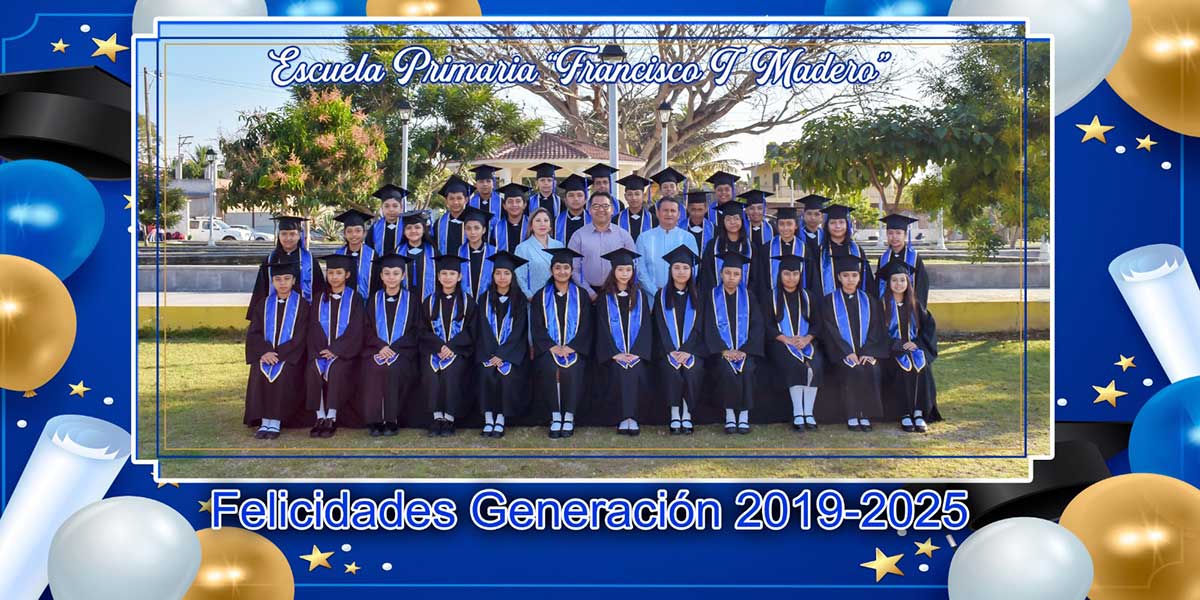 Escuela Primaria “Francisco I Madero”
Felicidades Generación 2019-2025